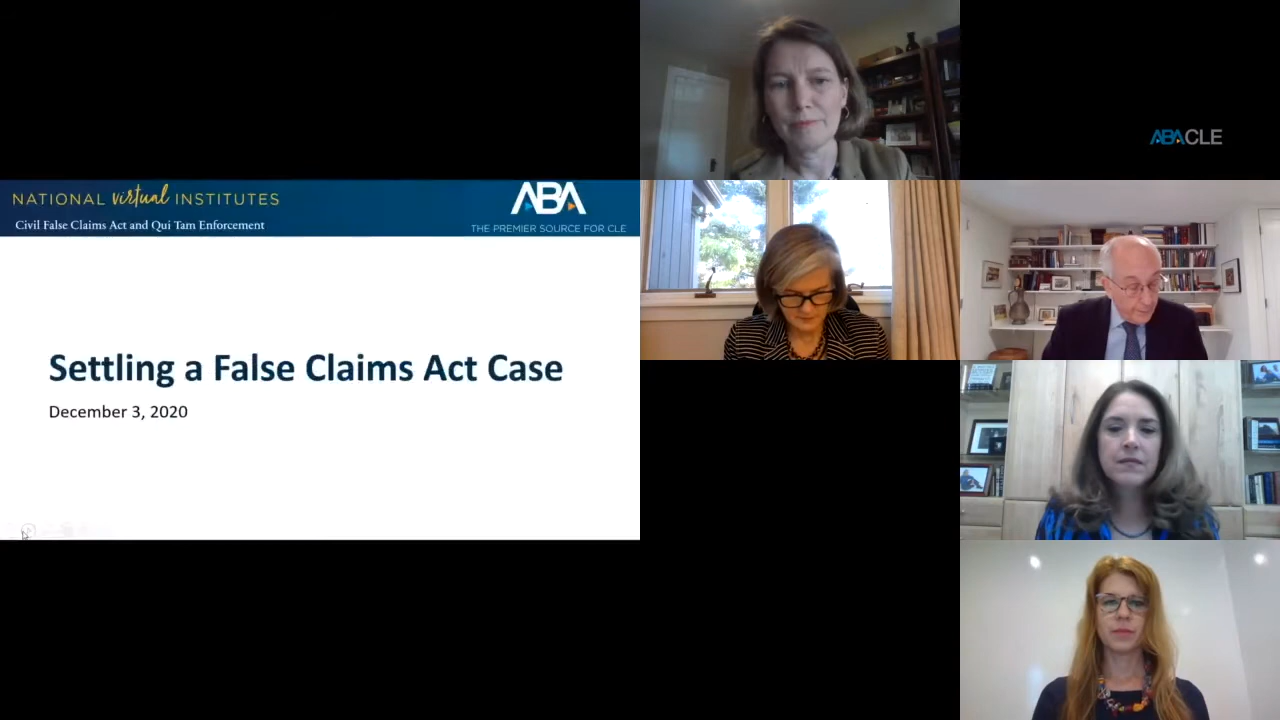 ABACLE
NATIONAL virtual INSTITUTES
Civil False Claims Act and Qui Tam Enforcement
ABA
THE PREMIER SOURCE FOR CLE
Settling a False Claims Act Case
December 3, 2020